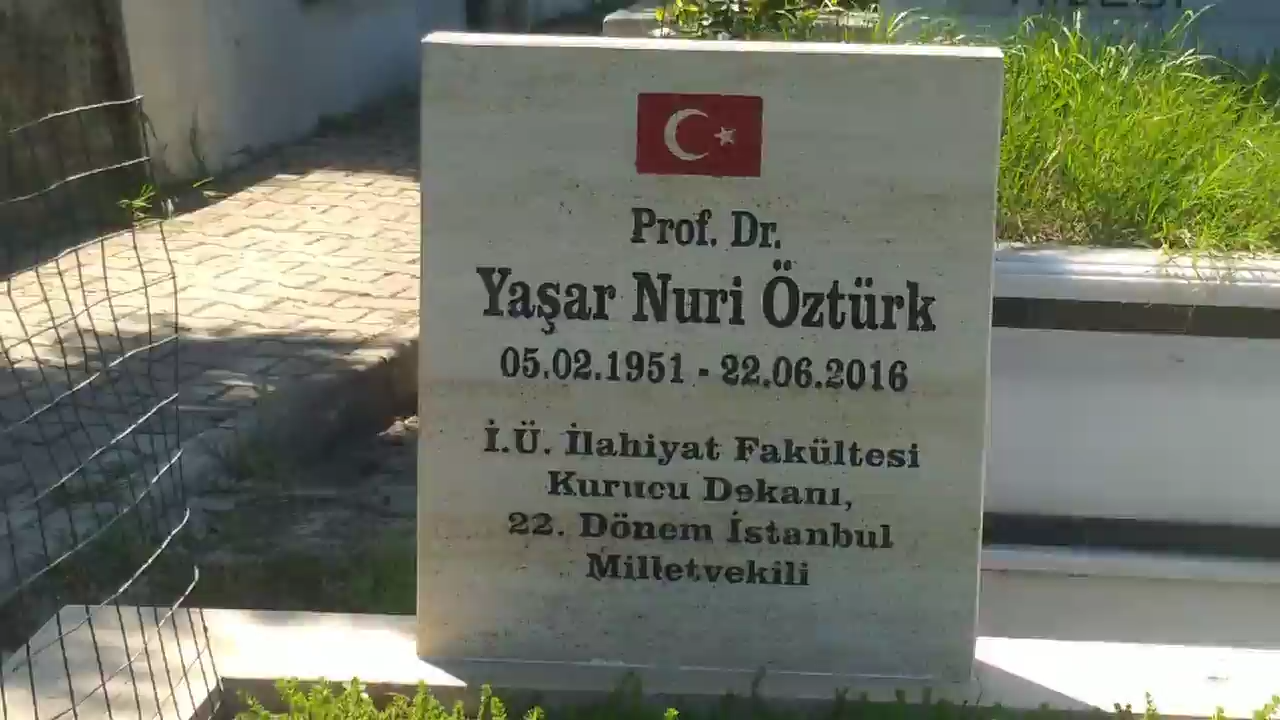 Prof. Dr.
Yaşar Nuri Öztürk
05.02.1951 - 22.06.2016
İ.Ü. İlahiyat Fakültesi
Kurucu Dekanı,
22. Dönem İstanbul
Milletvekili